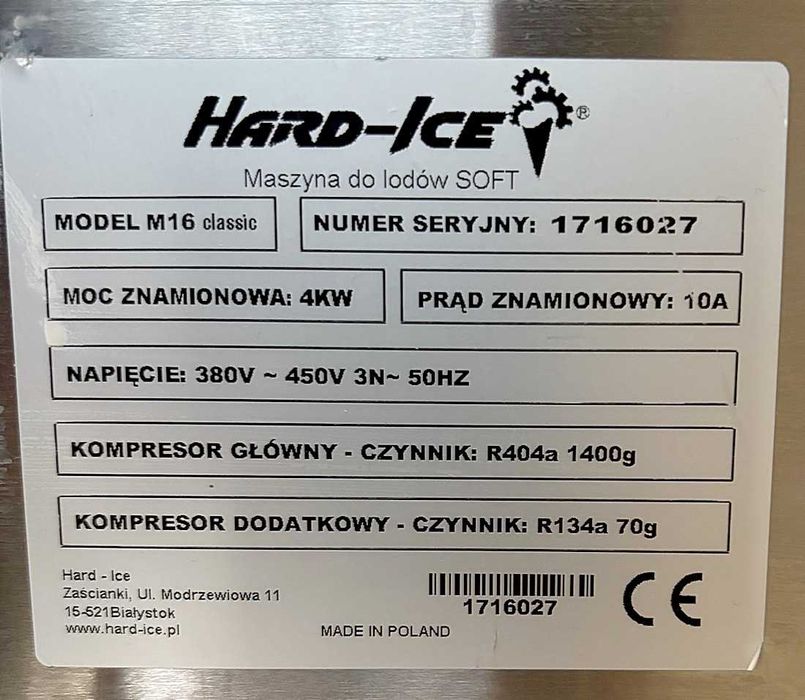 HARD-ICE ®
Maszyna do lodów SOFT
MODEL M16 classic
NUMER SERYJNY: 1716027
MOC ZNAMIONOWA: 4KW
PRĄD ZNAMIONOWY: 10A
NAPIĘCIE: 380V ~ 450V 3N~ 50HZ
KOMPRESOR GŁÓWNY - CZYNNIK: R404a 1400g
KOMPRESOR DODATKOWY - CZYNNIK: R134a 70g
Hard - Ice
Zaścianki, Ul. Modrzewiowa 11
15-521Białystok
www.hard-ice.pl
MADE IN POLAND
1716027
CE